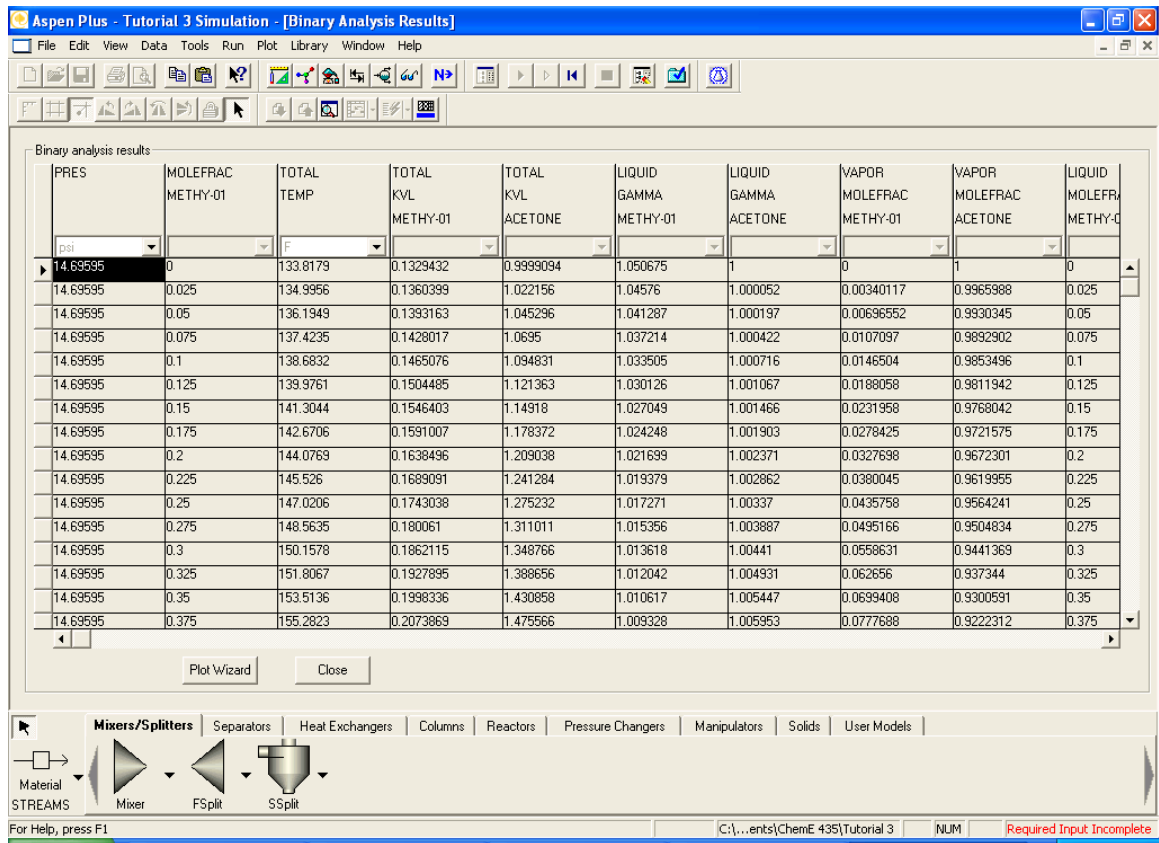 Aspen Plus - Tutorial 3 Simulation - [Binary Analysis Results]
File Edit View Data Tools Run Plot Library Window Help
N>
Binary analysis results
PRES MOLEFRAC TOTAL TOTAL TOTAL LIQUID LIQUID VAPOR VAPOR LIQUID
METHY-01 TEMP KVL KVL GAMMA GAMMA MOLEFRAC MOLEFRAC MOLEFRA
METHY-01 ACETONE METHY-01 ACETONE METHY-01 ACETONE METHY-0
psi F
14.69595 0 133.8179 0.1329432 0.9999094 1.050675 1 0 1 0
14.69595 0.025 134.9956 0.1360399 1.022156 1.04576 1.000052 0.00340117 0.9965988 0.025
14.69595 0.05 136.1949 0.1393163 1.045296 1.041287 1.000197 0.00696552 0.9930345 0.05
14.69595 0.075 137.4235 0.1428017 1.0695 1.037214 1.000422 0.0107097 0.9892902 0.075
14.69595 0.1 138.6832 0.1465076 1.094831 1.033505 1.000716 0.0146504 0.9853496 0.1
14.69595 0.125 139.9761 0.1504485 1.121363 1.030126 1.001067 0.0188058 0.9811942 0.125
14.69595 0.15 141.3044 0.1546403 1.14918 1.027049 1.001466 0.0231958 0.9768042 0.15
14.69595 0.175 142.6706 0.1591007 1.178372 1.024248 1.001903 0.0278425 0.9721575 0.175
14.69595 0.2 144.0769 0.1638496 1.209038 1.021699 1.002371 0.0327698 0.9672301 0.2
14.69595 0.225 145.526 0.1689091 1.241284 1.019379 1.002862 0.0380045 0.9619955 0.225
14.69595 0.25 147.0206 0.1743038 1.275232 1.017271 1.00337 0.0435758 0.9564241 0.25
14.69595 0.275 148.5635 0.180061 1.311011 1.015356 1.003887 0.0495166 0.9504834 0.275
14.69595 0.3 150.1578 0.1862115 1.348766 1.013618 1.00441 0.0558631 0.9441369 0.3
14.69595 0.325 151.8067 0.1927895 1.388656 1.012042 1.004931 0.062656 0.937344 0.325
14.69595 0.35 153.5136 0.1998336 1.430858 1.010617 1.005447 0.0699408 0.9300591 0.35
14.69595 0.375 155.2823 0.2073869 1.475566 1.009328 1.005953 0.0777688 0.9222312 0.375
Plot Wizard Close
Mixers/Splitters Separators Heat Exchangers Columns Reactors Pressure Changers Manipulators Solids User Models
Material
STREAMS Mixer FSplit SSplit
For Help, press F1 C:\...ents\ChemE 435\Tutorial 3 NUM Required Input Incomplete